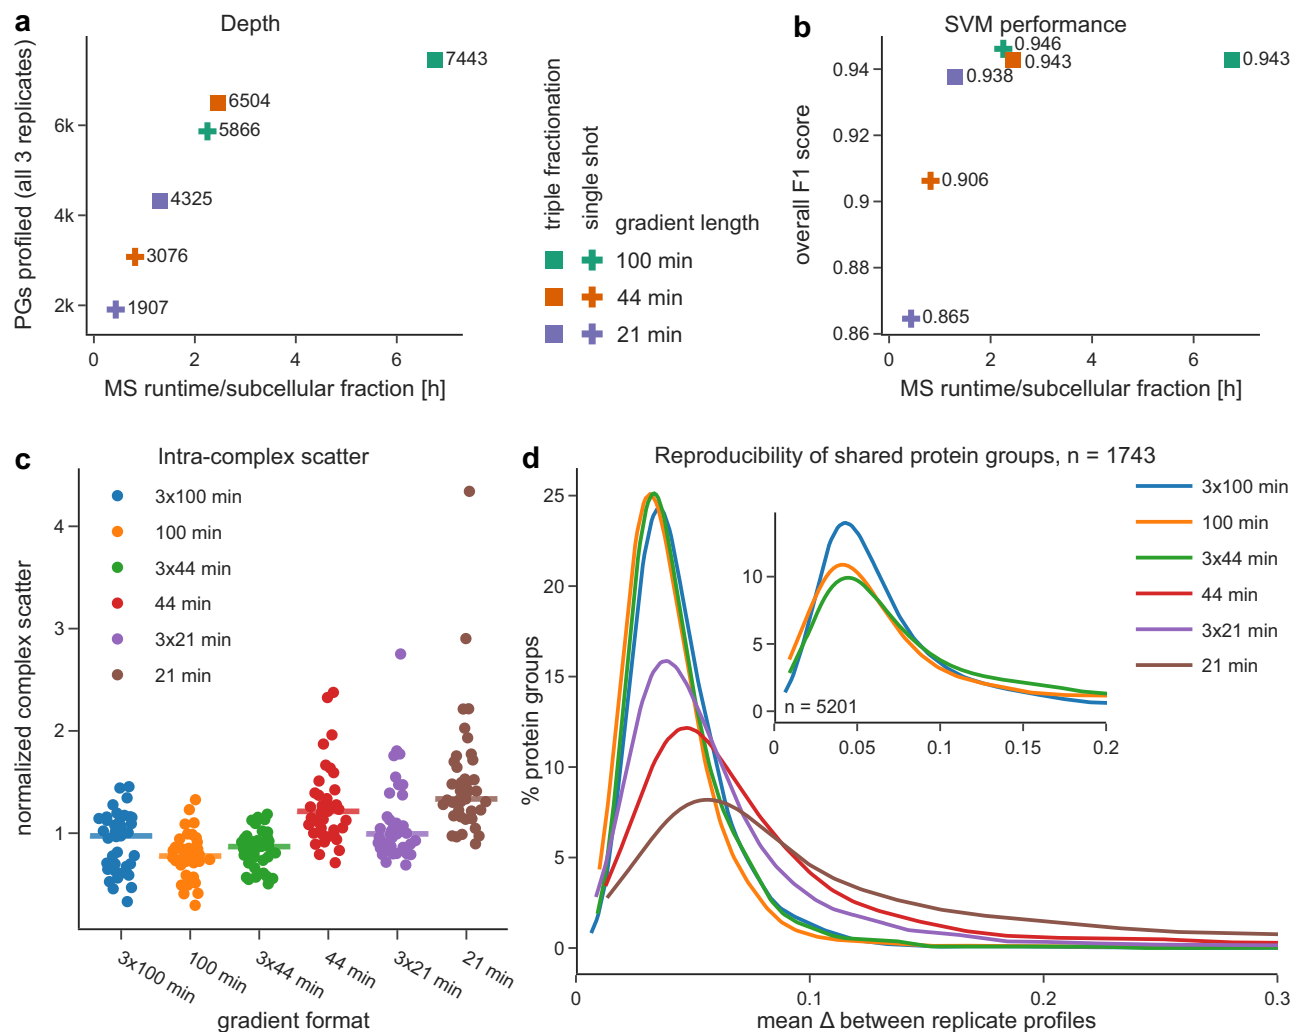 a
Depth
PGs profiled (all 3 replicates)
6k
4k
2k
7443
6504
5866
4325
3076
1907
0
2
4
6
MS runtime/subcellular fraction [h]
triple fractionation
single shot
gradient length
100 min
44 min
21 min
b
SVM performance
overall F1 score
0.94
0.92
0.9
0.88
0.86
0.946
0.943
0.938
0.943
0.906
0.865
0
2
4
6
MS runtime/subcellular fraction [h]
c
Intra-complex scatter
normalized complex scatter
4
3
2
1
3x100 min
100 min
3x44 min
44 min
3x21 min
21 min
3x100 min
100 min
3x44 min
44 min
3x21 min
21 min
gradient format
d
Reproducibility of shared protein groups, n = 1743
% protein groups
25
20
15
10
5
0
0
0.1
0.2
0.3
mean Δ between replicate profiles
10
5
0
n = 5201
0
0.05
0.1
0.15
0.2
3x100 min
100 min
3x44 min
44 min
3x21 min
21 min